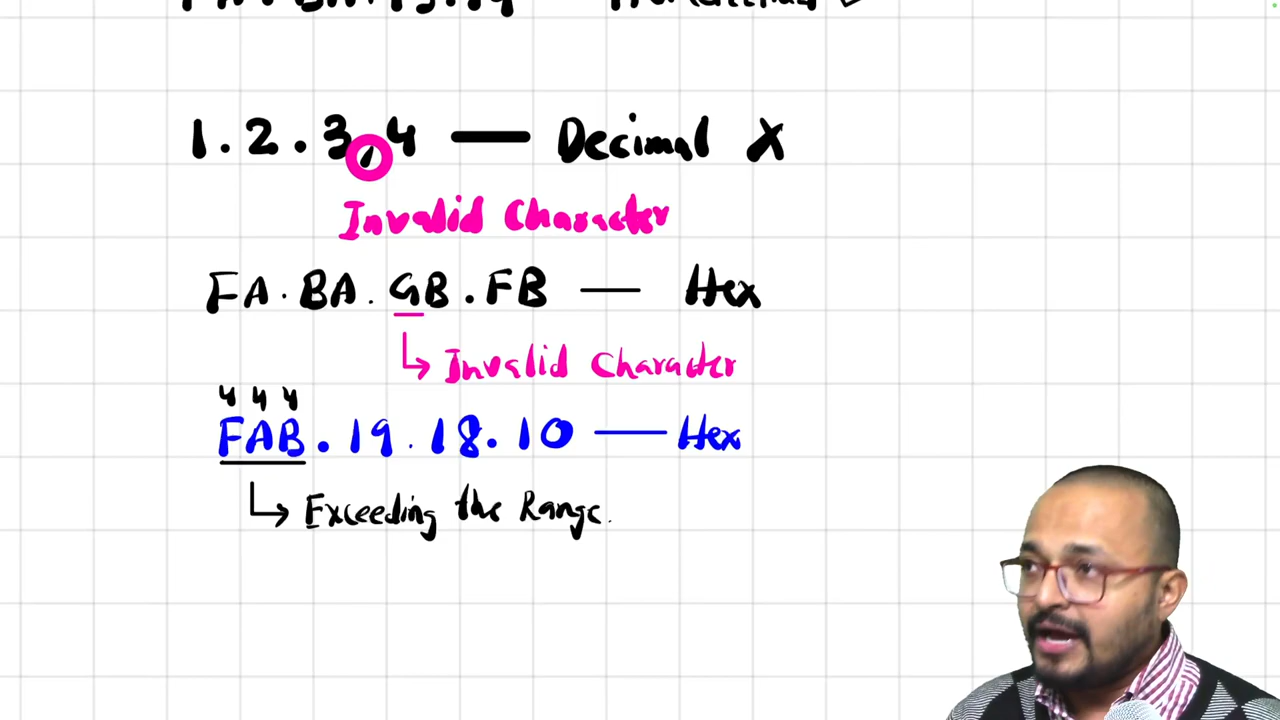 1.2.3,4 — Decimal X
Invalid Character
FA.BA.GB.FB — Hex
↳ Invalid Character
4 4 4
FAB.19.18.10 — Hex
↳ Exceeding the Range.